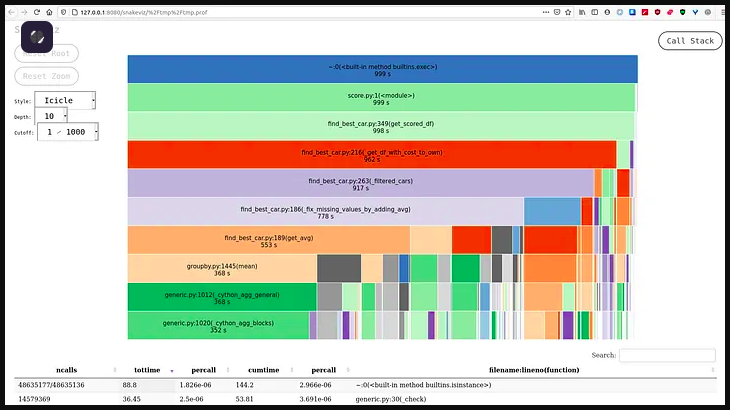 127.0.0.1:8080/snakeviz/%2Ftmp%2Ftmp.prof
Call Stack
Reset Root
Reset Zoom
Style: Icicle
Depth: 10
Cutoff: 1 / 1000
~:0(<built-in method builtins.exec>)
999 s
score.py:1(<module>)
999 s
find_best_car.py:349(get_scored_df)
998 s
find_best_car.py:216(_get_df_with_cost_to_own)
962 s
find_best_car.py:263(_filtered_cars)
917 s
find_best_car.py:186(_fix_missing_values_by_adding_avg)
778 s
find_best_car.py:189(get_avg)
553 s
groupby.py:1445(mean)
368 s
generic.py:1012(_cython_agg_general)
368 s
generic.py:1020(_cython_agg_blocks)
352 s
Search:
ncalls tottime percall cumtime percall filename:lineno(function)
48635177/48635136 88.8 1.826e-06 144.2 2.966e-06 ~:0(<built-in method builtins.isinstance>)
14579369 36.45 2.5e-06 53.81 3.691e-06 generic.py:30(_check)